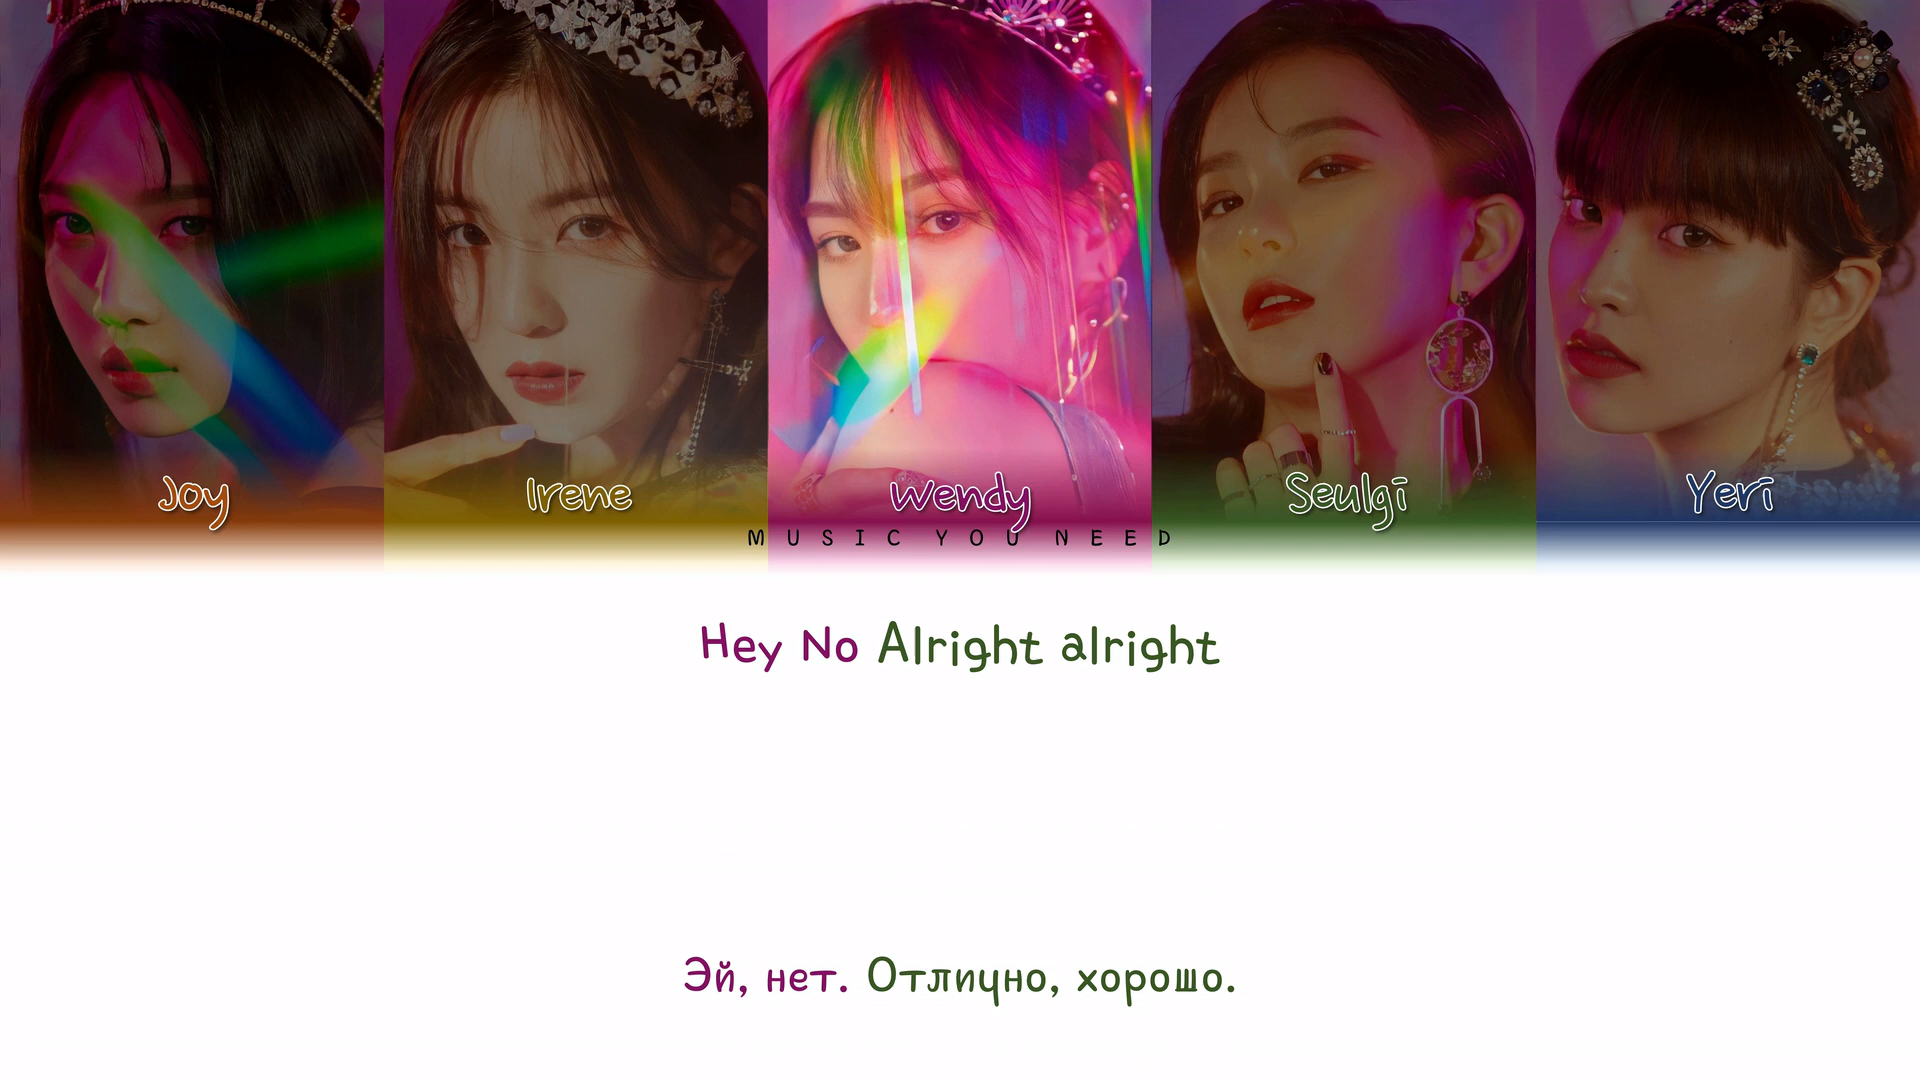 Joy Irene Wendy Seulgi Yeri
MUSIC YOU NEED
Hey No Alright alright
Эй, нет. Отлично, хорошо.